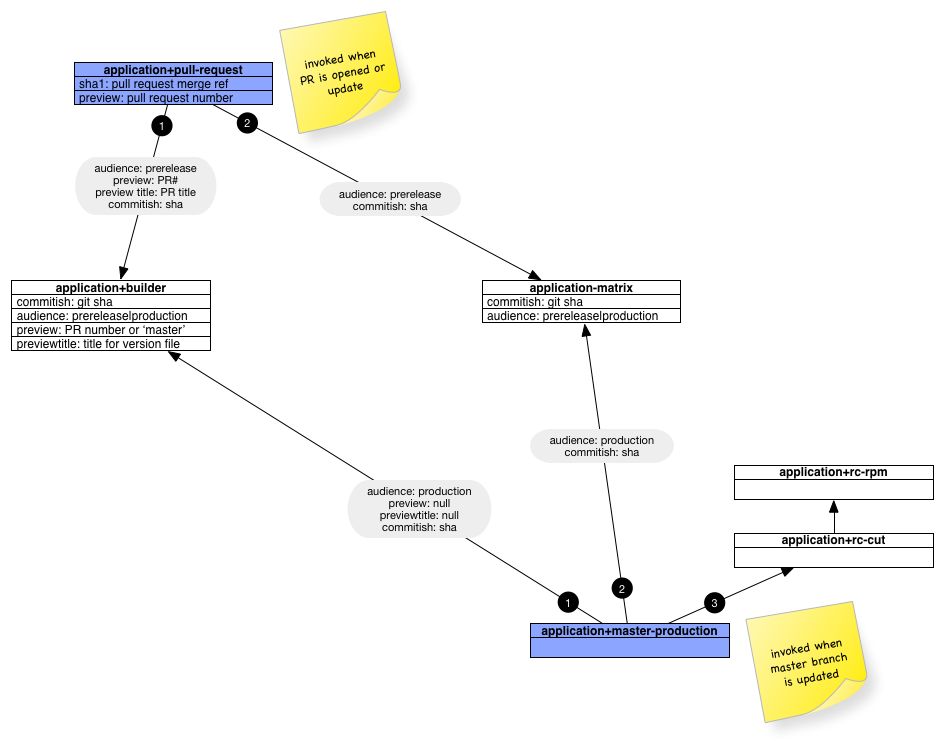 invoked when
PR is opened or
update
application+pull-request
sha1: pull request merge ref
preview: pull request number
1
2
audience: prerelease
preview: PR#
preview title: PR title
commitish: sha
audience: prerelease
commitish: sha
application+builder
commitish: git sha
audience: prerelease|production
preview: PR number or ‘master’
previewtitle: title for version file
application-matrix
commitish: git sha
audience: prerelease|production
audience: production
commitish: sha
application+rc-rpm
audience: production
preview: null
previewtitle: null
commitish: sha
application+rc-cut
1
2
3
application+master-production
invoked when
master branch
is updated